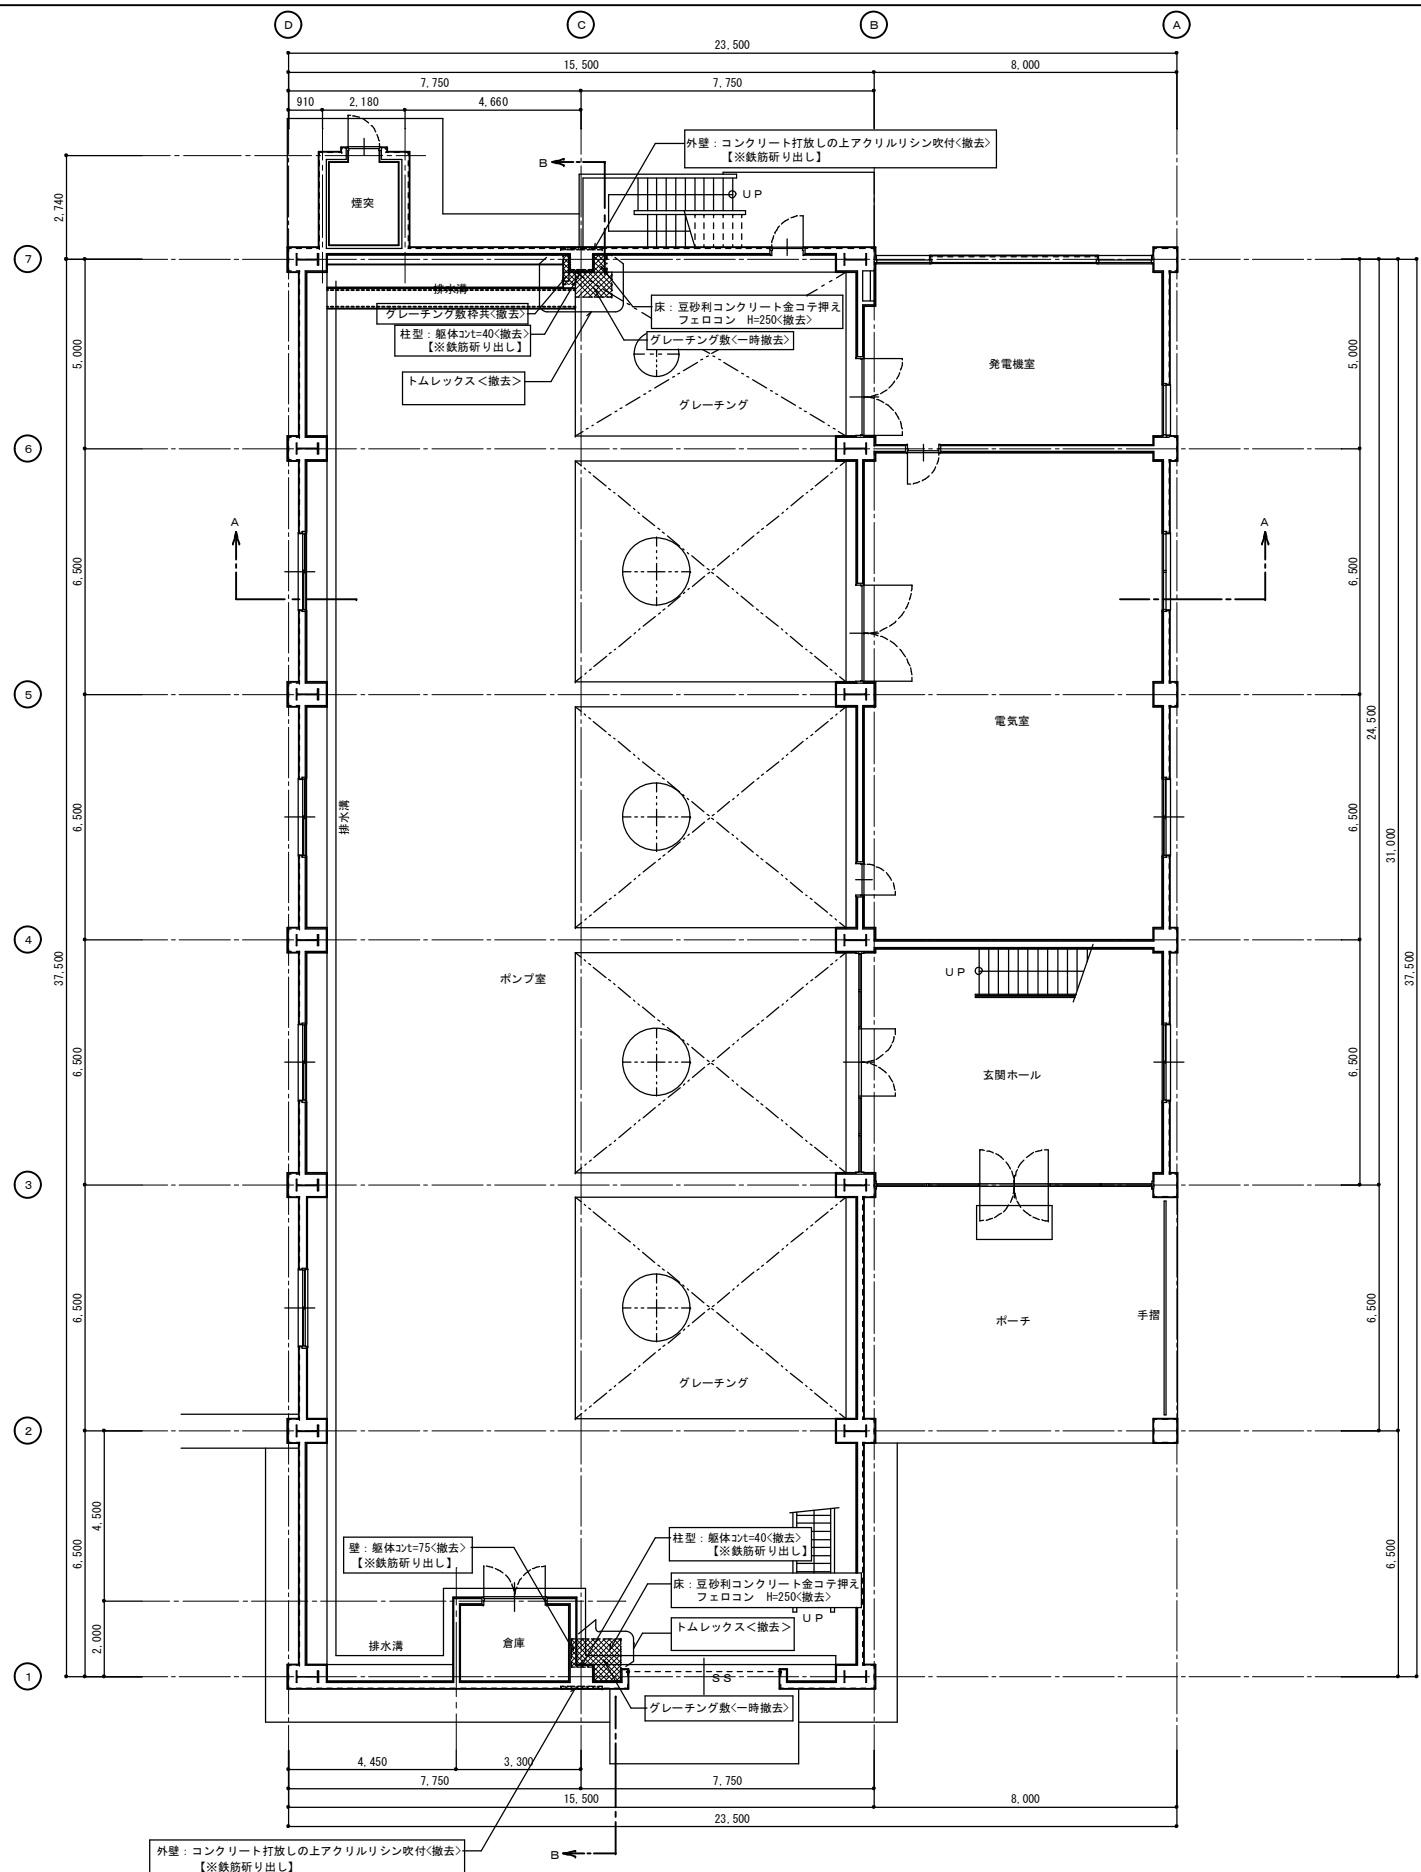 D
C
B
A
23,500
15,500
8,000
7,750
7,750
910
2,180
4,660
外壁：コンクリート打放しの上アクリルリシン吹付<撤去>
【※鉄筋斫り出し】
B
UP
煙突
2,740
7
排水溝
グレーチング敷枠共<撤去>
柱型：躯体ｺﾝt=40<撤去>
【※鉄筋斫り出し】
トムレックス<撤去>
床：豆砂利コンクリート金コテ押え
フェロコン H=250<撤去>
グレーチング敷<一時撤去>
グレーチング
発電機室
5,000
5,000
6
A
A
6,500
6,500
5
電気室
24,500
排水溝
6,500
6,500
31,000
4
37,500
37,500
ポンプ室
UP
6,500
6,500
玄関ホール
3
6,500
6,500
ポーチ
手摺
グレーチング
2
4,500
6,500
6,500
2,000
壁：躯体ｺﾝt=75<撤去>
【※鉄筋斫り出し】
柱型：躯体ｺﾝt=40<撤去>
【※鉄筋斫り出し】
床：豆砂利コンクリート金コテ押え
フェロコン H=250<撤去>
UP
トムレックス<撤去>
排水溝
倉庫
1
SS
グレーチング敷<一時撤去>
4,450
3,300
7,750
7,750
15,500
8,000
23,500
外壁：コンクリート打放しの上アクリルリシン吹付<撤去>
【※鉄筋斫り出し】
B